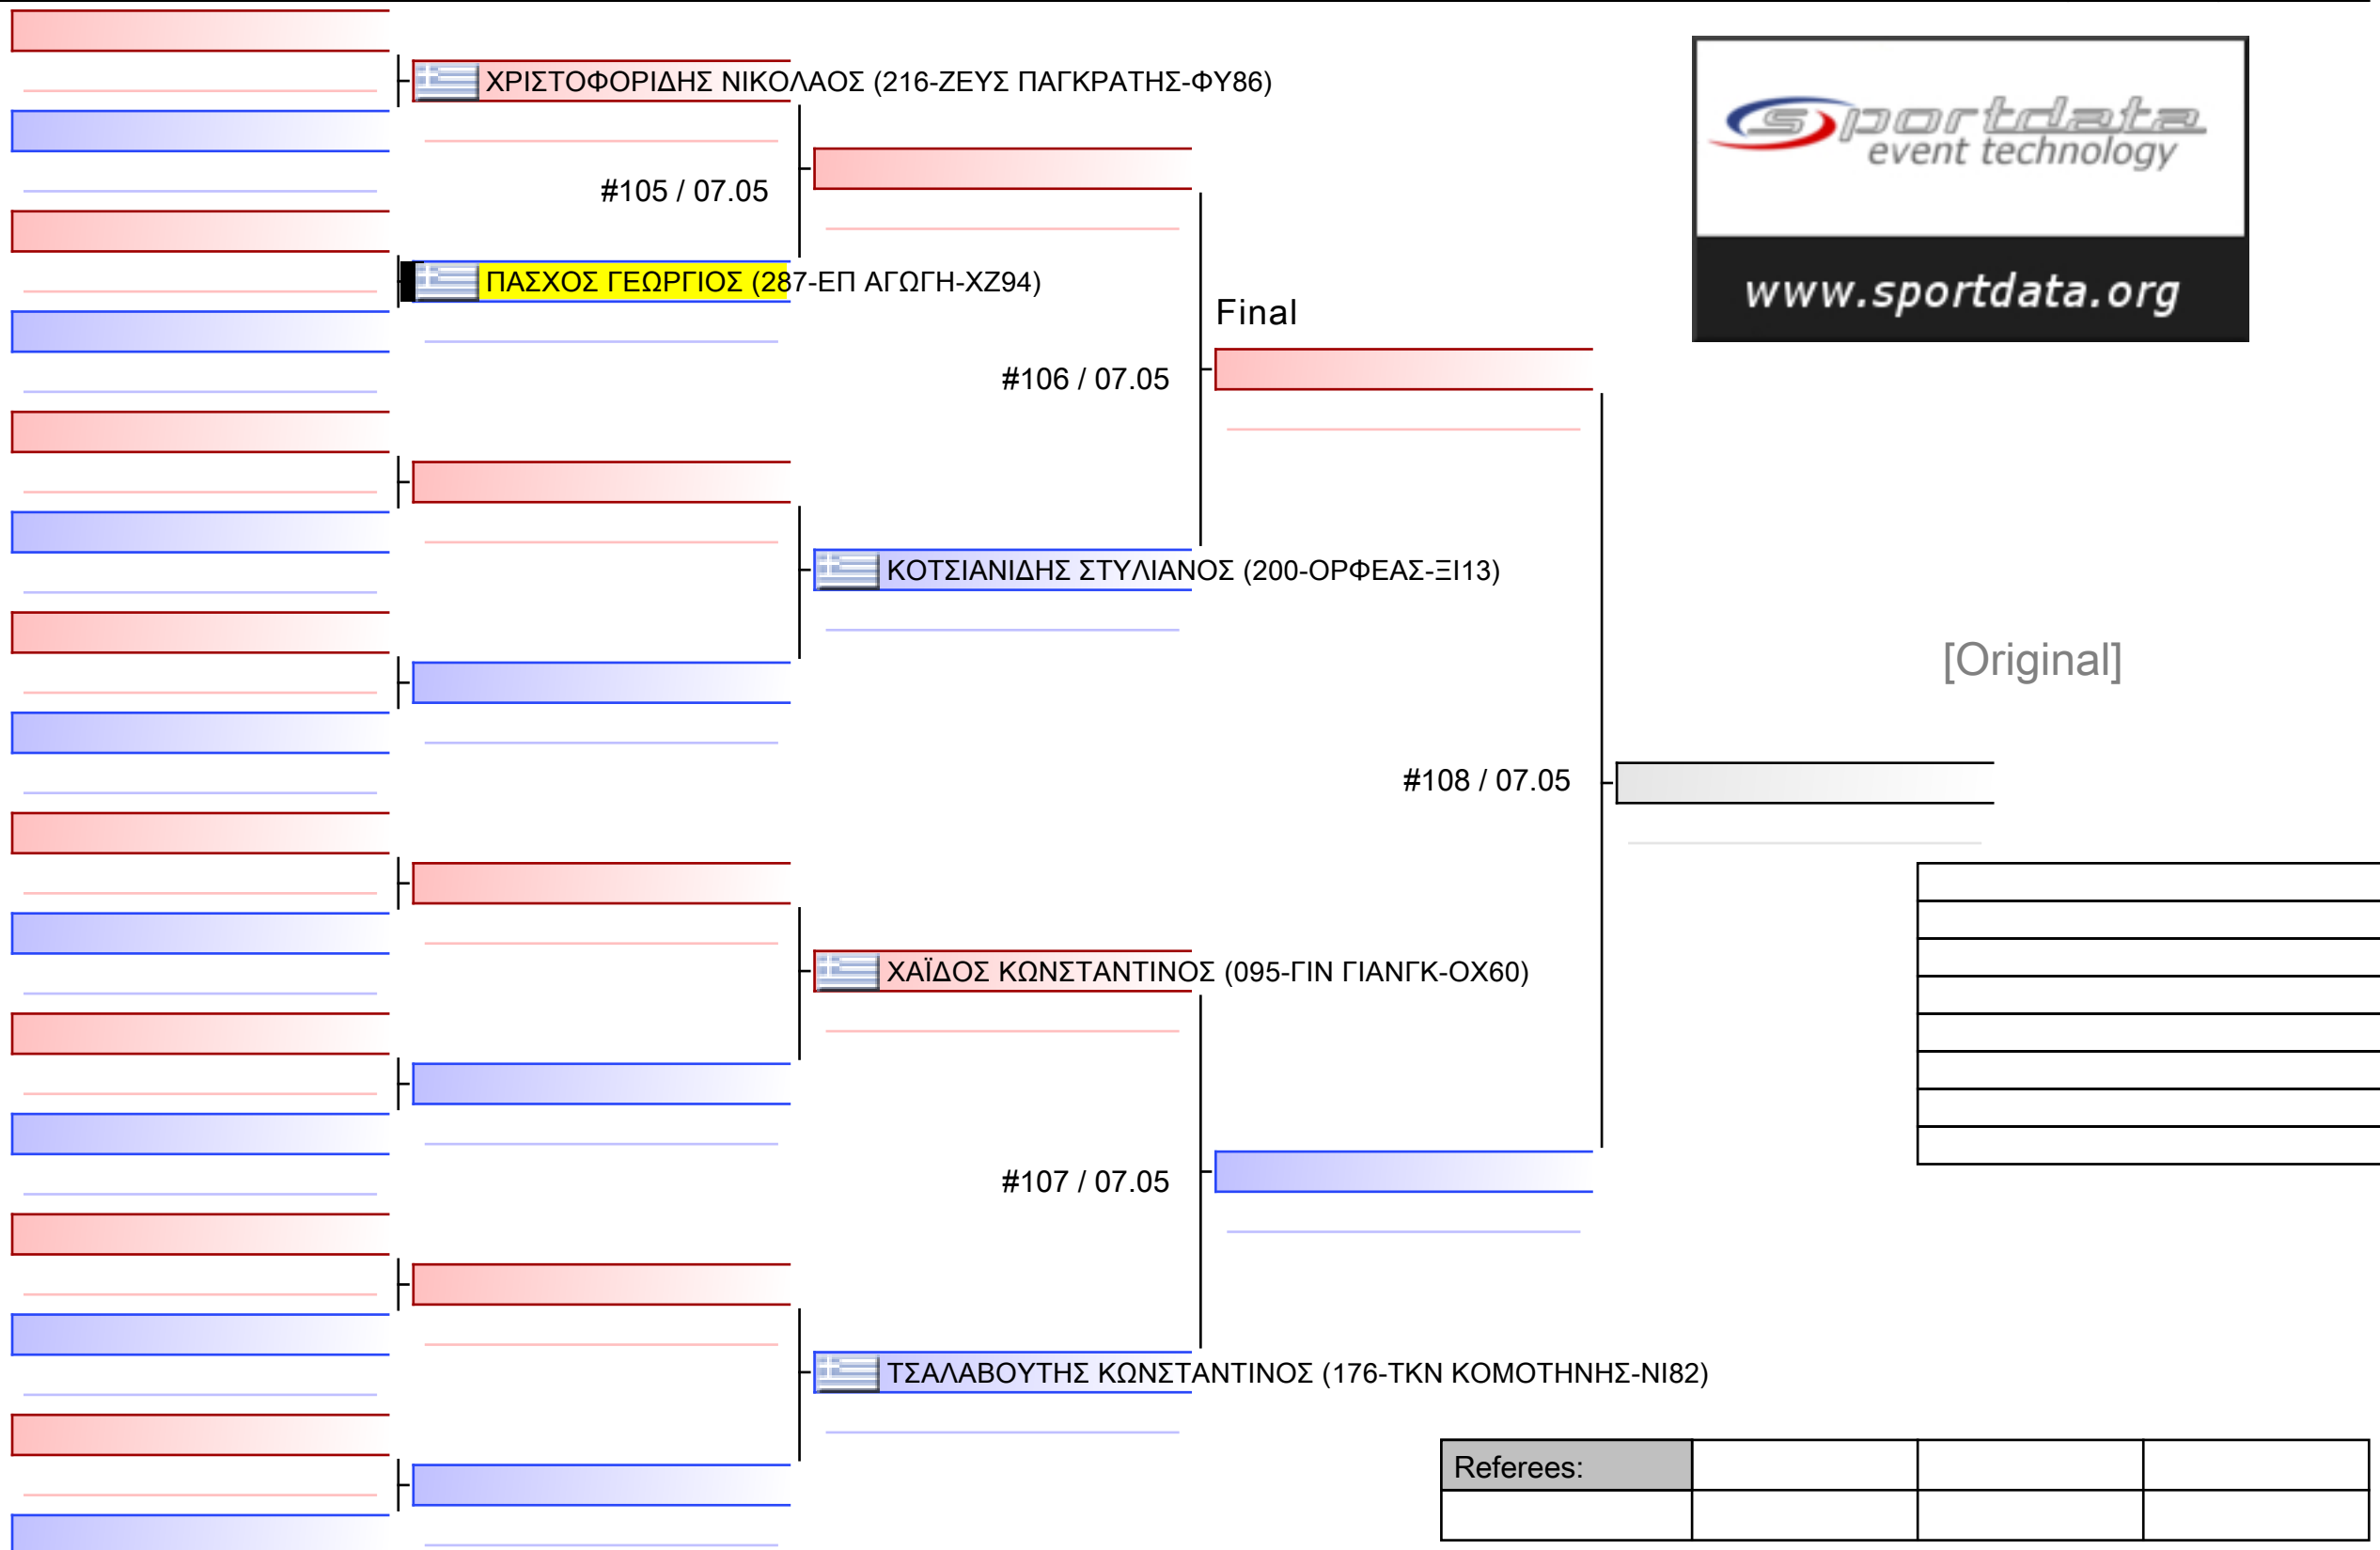 ΧΡΙΣΤΟΦΟΡΙΔΗΣ ΝΙΚΟΛΑΟΣ (216-ΖΕΥΣ ΠΑΓΚΡΑΤΗΣ-ΦΥ86)
sportdata
event technology
www.sportdata.org
#105 / 07.05
ΠΑΣΧΟΣ ΓΕΩΡΓΙΟΣ (287-ΕΠ ΑΓΩΓΗ-ΧΖ94)
Final
#106 / 07.05
ΚΟΤΣΙΑΝΙΔΗΣ ΣΤΥΛΙΑΝΟΣ (200-ΟΡΦΕΑΣ-ΞΙ13)
[Original]
#108 / 07.05
ΧΑΪΔΟΣ ΚΩΝΣΤΑΝΤΙΝΟΣ (095-ΓΙΝ ΓΙΑΝΓΚ-ΟΧ60)
#107 / 07.05
ΤΣΑΛΑΒΟΥΤΗΣ ΚΩΝΣΤΑΝΤΙΝΟΣ (176-ΤΚΝ ΚΟΜΟΤΗΝΗΣ-ΝΙ82)
Referees: